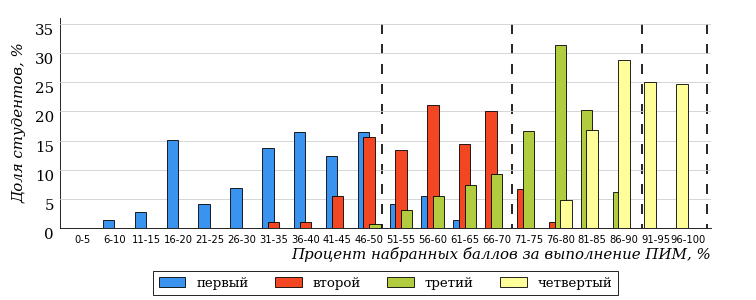 Доля студентов, %
35
30
25
20
15
10
5
0
0-5 6-10 11-15 16-20 21-25 26-30 31-35 36-40 41-45 46-50 51-55 56-60 61-65 66-70 71-75 76-80 81-85 86-90 91-95 96-100
Процент набранных баллов за выполнение ПИМ, %
первый второй третий четвертый